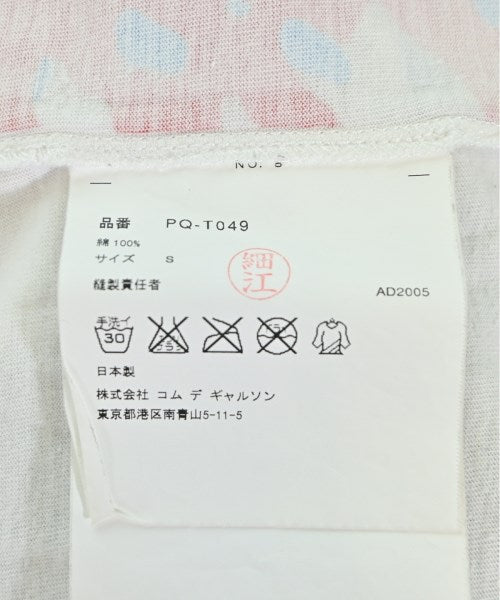 NO. 8
品番 PQ-T049
綿 100%
サイズ S
細江
縫製責任者
AD2005
手洗イ
30
日本製
株式会社 コム デ ギャルソン
東京都港区南青山5-11-5